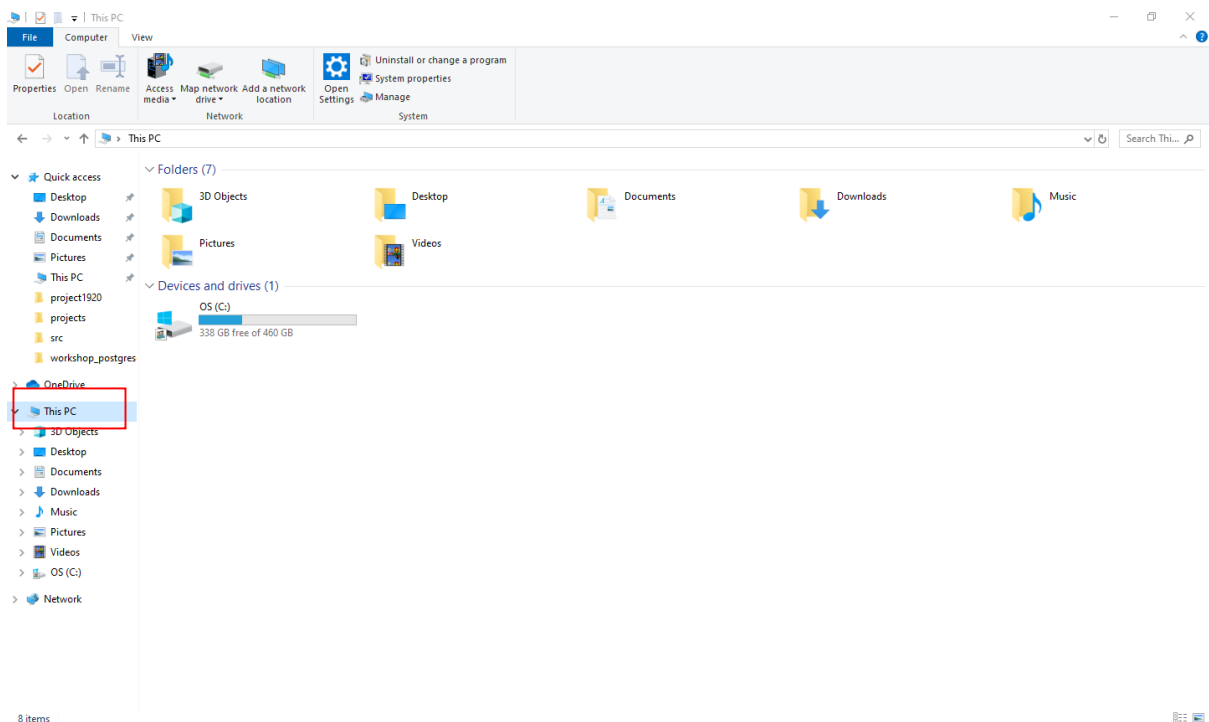 This PC
File Computer View
Properties Open Rename
Access media
Map network drive
Add a network location
Open Settings
Uninstall or change a program
System properties
Manage
Location Network System
This PC
Search Thi...
Quick access
Desktop
Downloads
Documents
Pictures
This PC
project1920
projects
src
workshop_postgres
OneDrive
This PC
3D Objects
Desktop
Documents
Downloads
Music
Pictures
Videos
OS (C:)
Network
Folders (7)
3D Objects Desktop Documents Downloads Music
Pictures Videos
Devices and drives (1)
OS (C:)
338 GB free of 460 GB
8 items